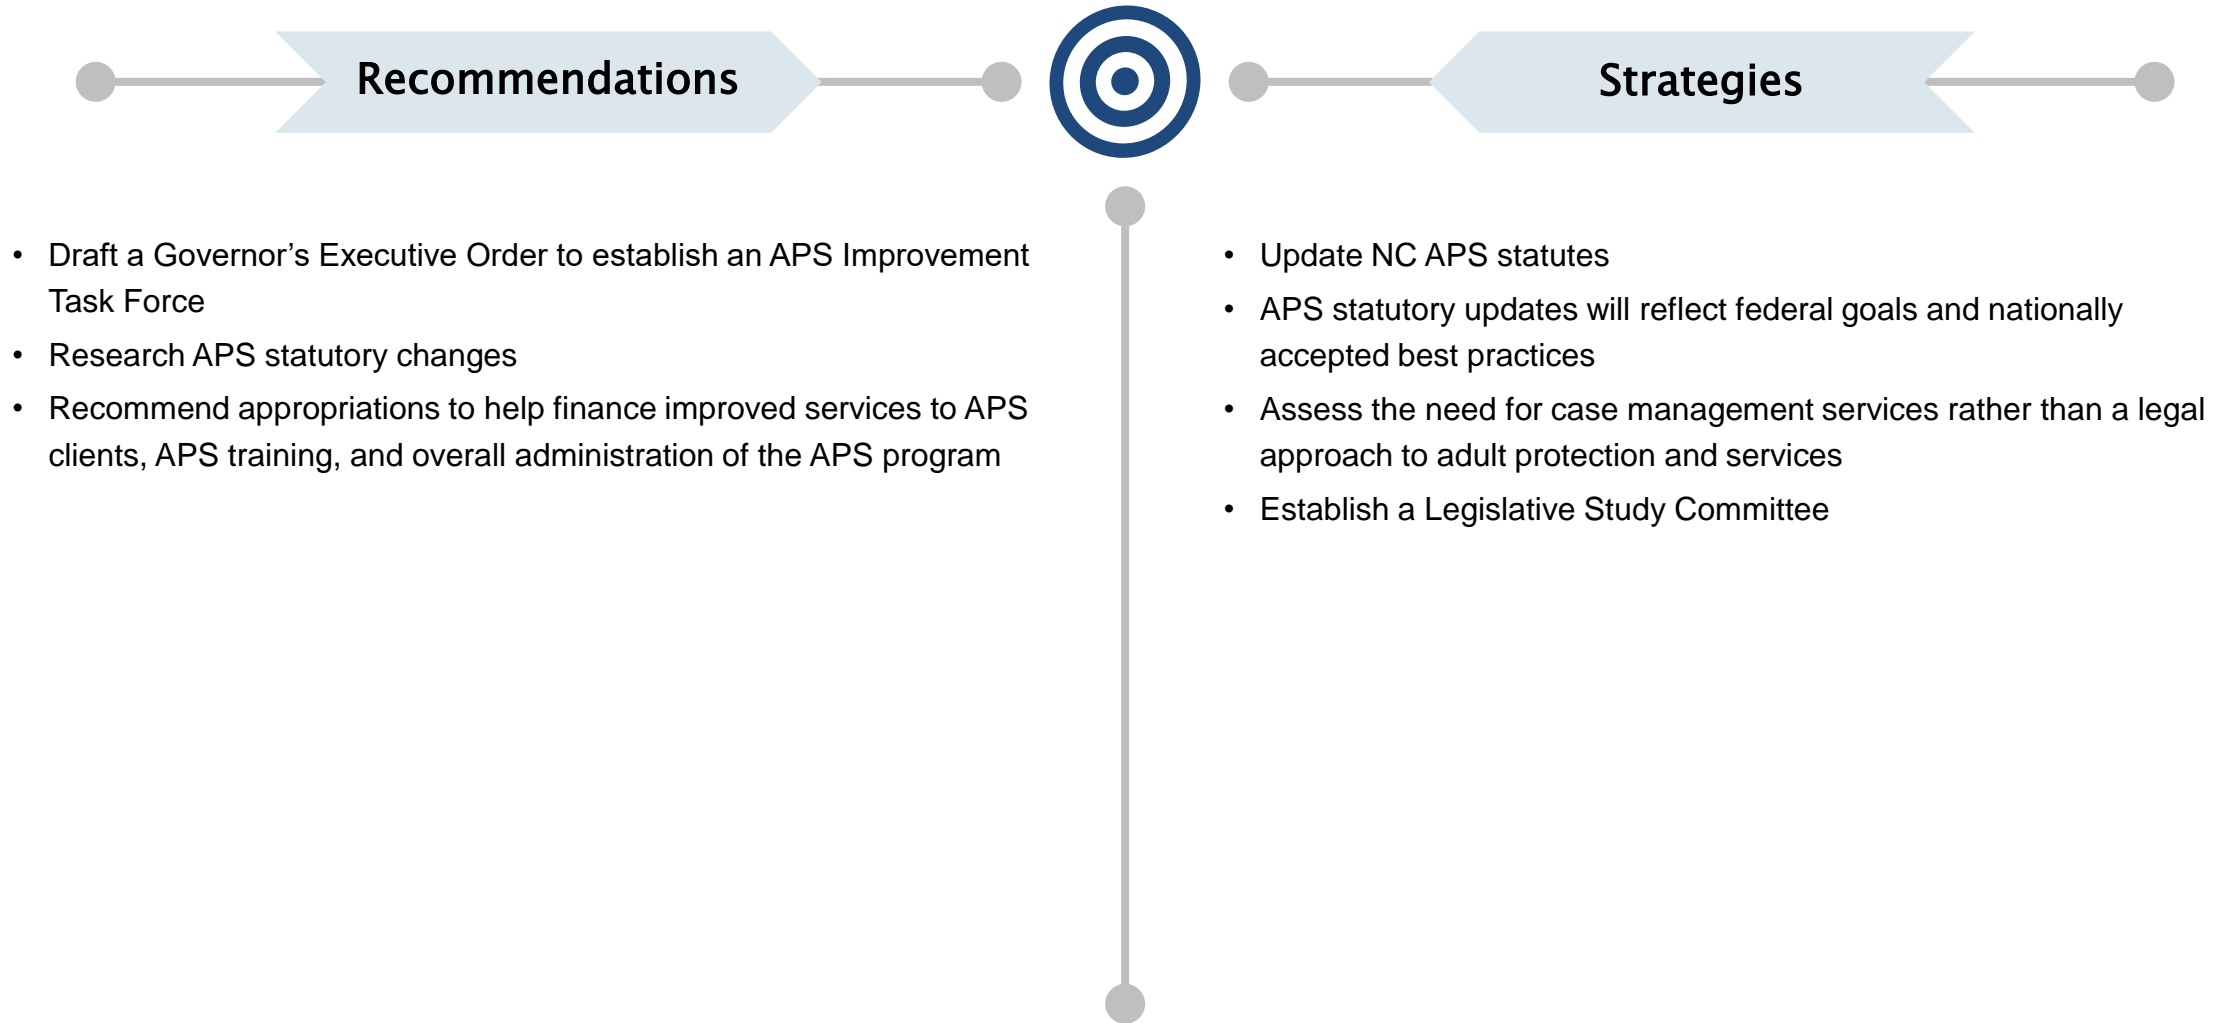 Recommendations
• Draft a Governor’s Executive Order to establish an APS Improvement
Task Force
• Research APS statutory changes
• Recommend appropriations to help finance improved services to APS
clients, APS training, and overall administration of the APS program
Strategies
• Update NC APS statutes
• APS statutory updates will reflect federal goals and nationally
accepted best practices
• Assess the need for case management services rather than a legal
approach to adult protection and services
• Establish a Legislative Study Committee